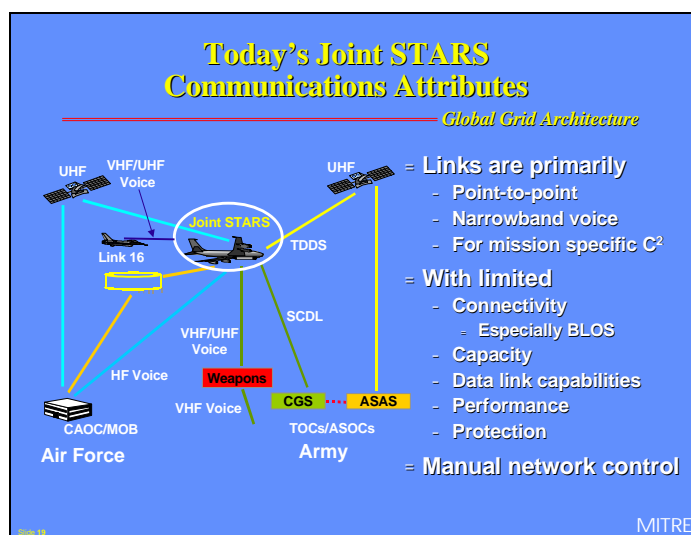 Today's Joint STARS
Communications Attributes
Global Grid Architecture
UHF
VHF/UHF
Voice
UHF
Joint STARS
TDDS
Link 16
SCDL
VHF/UHF
Voice
HF Voice
Weapons
CGS
ASAS
VHF Voice
CAOC/MOB
TOCs/ASOCs
Air Force
Army
= Links are primarily
- Point-to-point
- Narrowband voice
- For mission specific C²
= With limited
- Connectivity
= Especially BLOS
- Capacity
- Data link capabilities
- Performance
- Protection
= Manual network control
Slide 19
MITRE